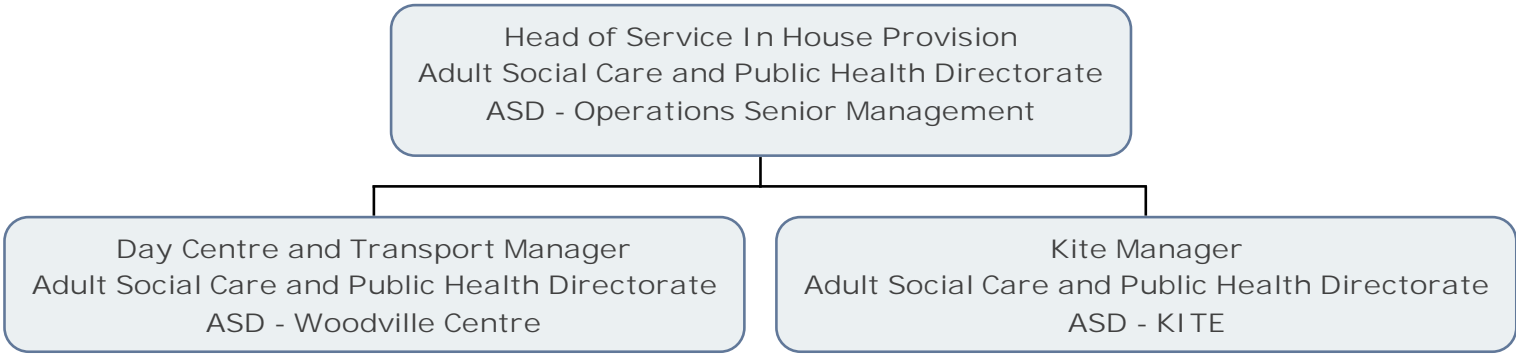 Head of Service In House Provision
Adult Social Care and Public Health Directorate
ASD - Operations Senior Management
Day Centre and Transport Manager
Adult Social Care and Public Health Directorate
ASD - Woodville Centre
Kite Manager
Adult Social Care and Public Health Directorate
ASD - KITE